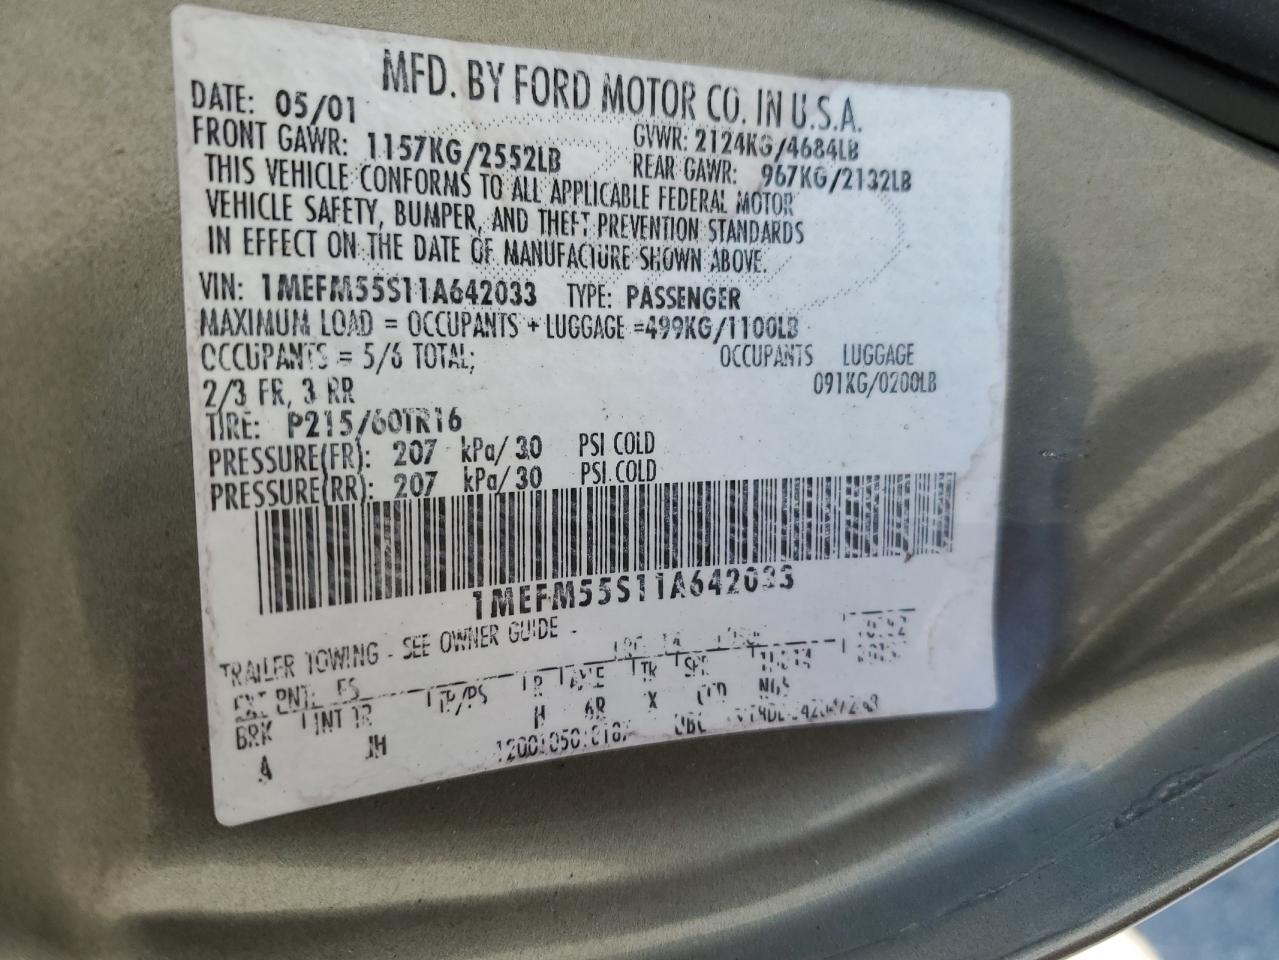 MFD. BY FORD MOTOR CO. IN U.S.A.
DATE: 05/01 GVWR: 2124KG/4684LB
FRONT GAWR: 1157KG/2552LB REAR GAWR: 967KG/2132LB
THIS VEHICLE CONFORMS TO ALL APPLICABLE FEDERAL MOTOR
VEHICLE SAFETY, BUMPER, AND THEFT PREVENTION STANDARDS
IN EFFECT ON THE DATE OF MANUFACTURE SHOWN ABOVE.
VIN: 1MEFM55S11A642033 TYPE: PASSENGER
MAXIMUM LOAD = OCCUPANTS + LUGGAGE =499KG/1100LB
OCCUPANTS = 5/6 TOTAL; OCCUPANTS LUGGAGE
2/3 FR, 3 RR 091KG/0200LB
TIRE: P215/60TR16
PRESSURE(FR): 207 kPa/ 30 PSI COLD
PRESSURE(RR): 207 kPa/ 30 PSI COLD
1MEFM55S11A642033
TRAILER TOWING - SEE OWNER GUIDE -
EXT PNT:
BRK INT TR TP/PS R AXLE TK SPR
A JH H 6R X